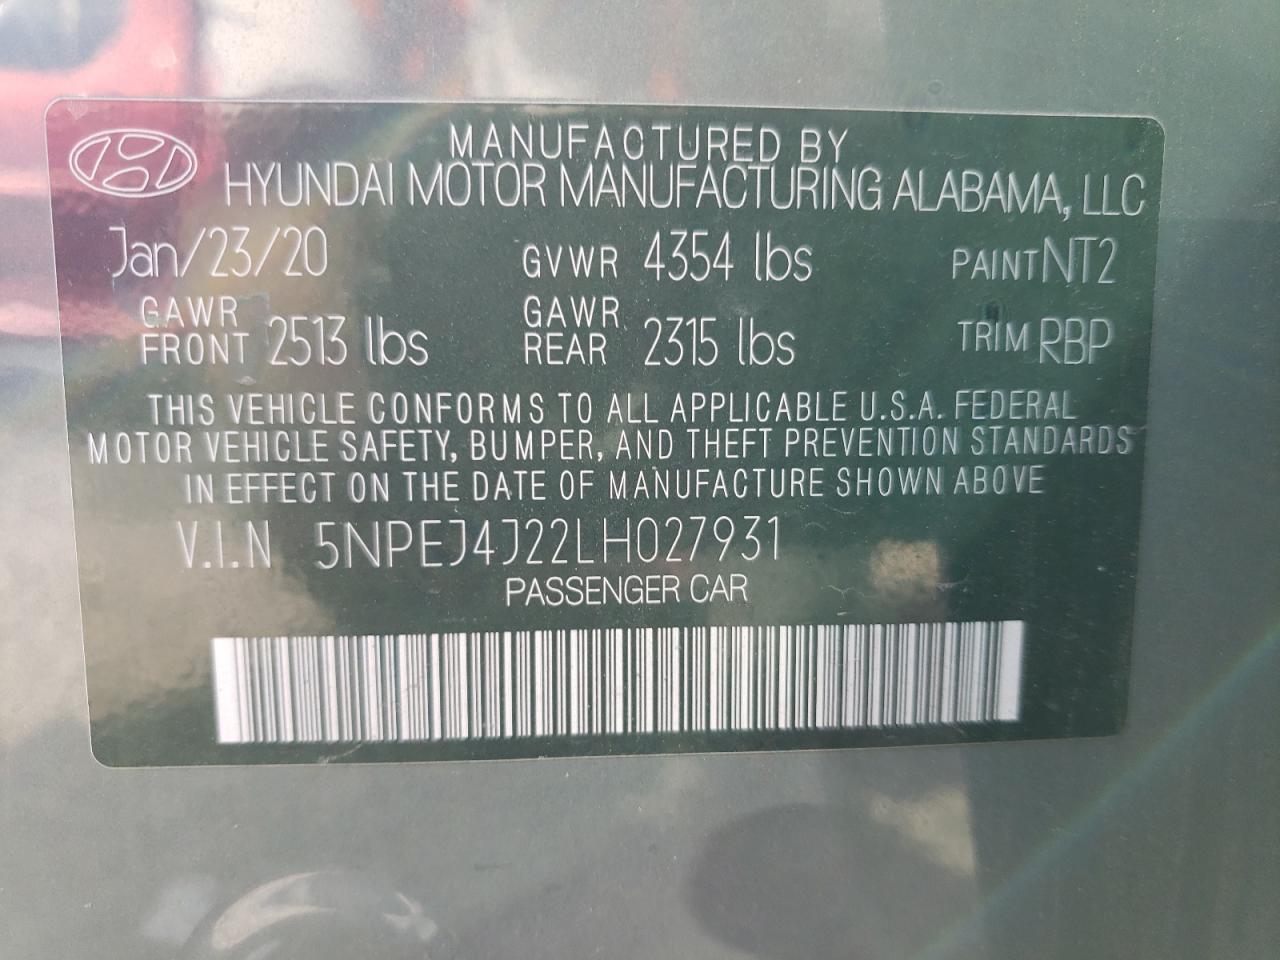 MANUFACTURED BY
HYUNDAI MOTOR MANUFACTURING ALABAMA, LLC
Jan/23/20 GVWR 4354 lbs PAINT NT2
GAWR FRONT 2513 lbs GAWR REAR 2315 lbs TRIM RBP
THIS VEHICLE CONFORMS TO ALL APPLICABLE U.S.A. FEDERAL
MOTOR VEHICLE SAFETY, BUMPER, AND THEFT PREVENTION STANDARDS
IN EFFECT ON THE DATE OF MANUFACTURE SHOWN ABOVE
V.I.N 5NPEJ4J22LH027931
PASSENGER CAR